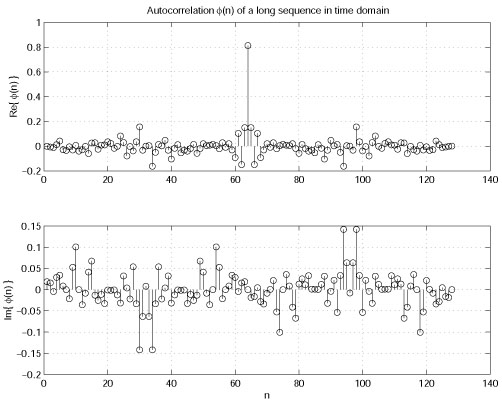 Autocorrelation ϕ(n) of a long sequence in time domain
Re{ ϕ(n)}
1
0.8
0.6
0.4
0.2
0
−0.2
0 20 40 60 80 100 120 140
Im{ ϕ(n)}
0.15
0.1
0.05
0
−0.05
−0.1
−0.15
−0.2
0 20 40 60 80 100 120 140
n